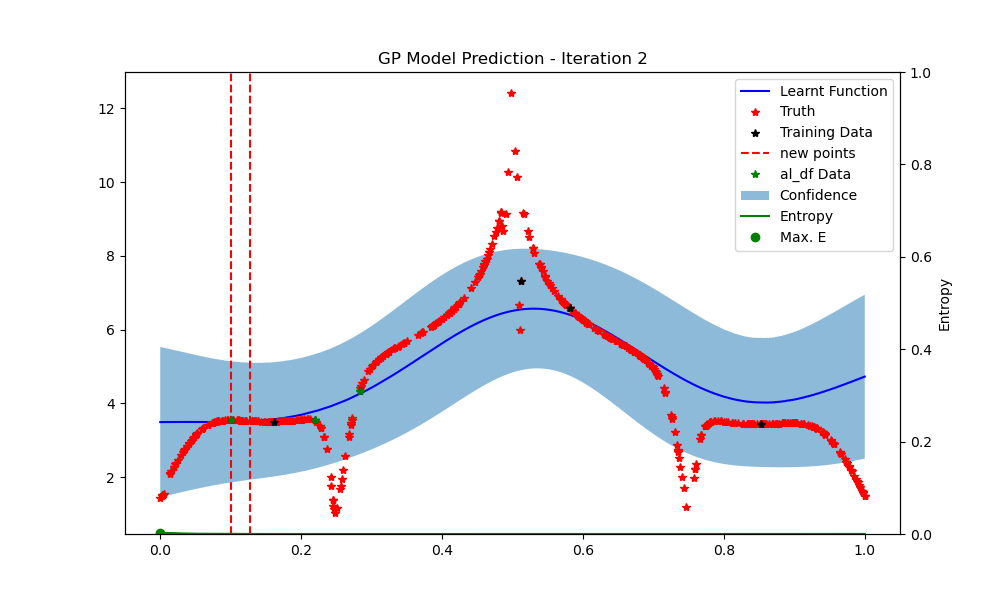 GP Model Prediction - Iteration 2
12
10
8
6
4
2
0.0
0.2
0.4
0.6
0.8
1.0
1.0
0.8
0.6
0.4
0.2
0.0
Entropy
Learnt Function
Truth
Training Data
new points
al_df Data
Confidence
Entropy
Max. E